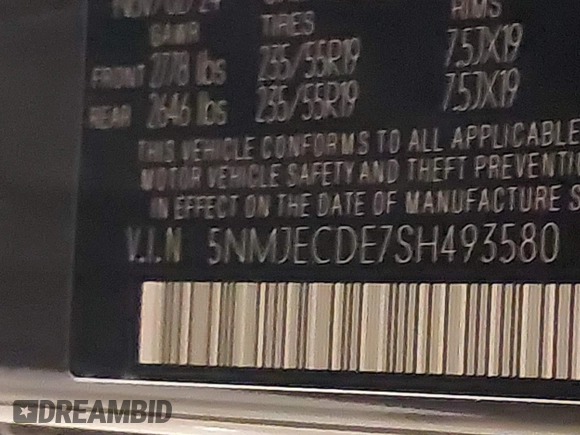 TIRES RIMS
GAWR
FRONT 2778 lbs 235/55R19 7.5JX19
REAR 2646 lbs 235/55R19 7.5JX19
THIS VEHICLE CONFORMS TO ALL APPLICABLE
MOTOR VEHICLE SAFETY AND THEFT PREVENTI
IN EFFECT ON THE DATE OF MANUFACTURE S
V.I.N 5NMJECDE7SH493580
DREAMBID